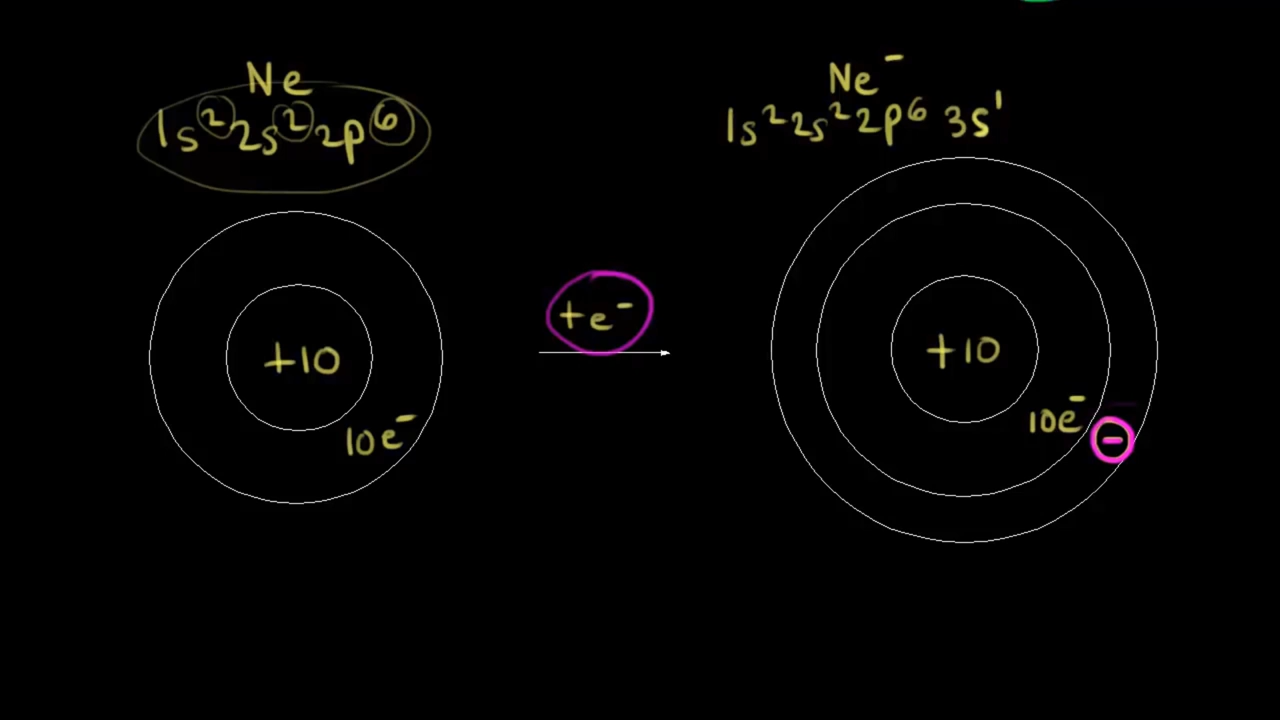 Ne
1s² 2s² 2p⁶
+10
10e⁻
+e⁻
Ne⁻
1s² 2s² 2p⁶ 3s¹
+10
10e⁻
−